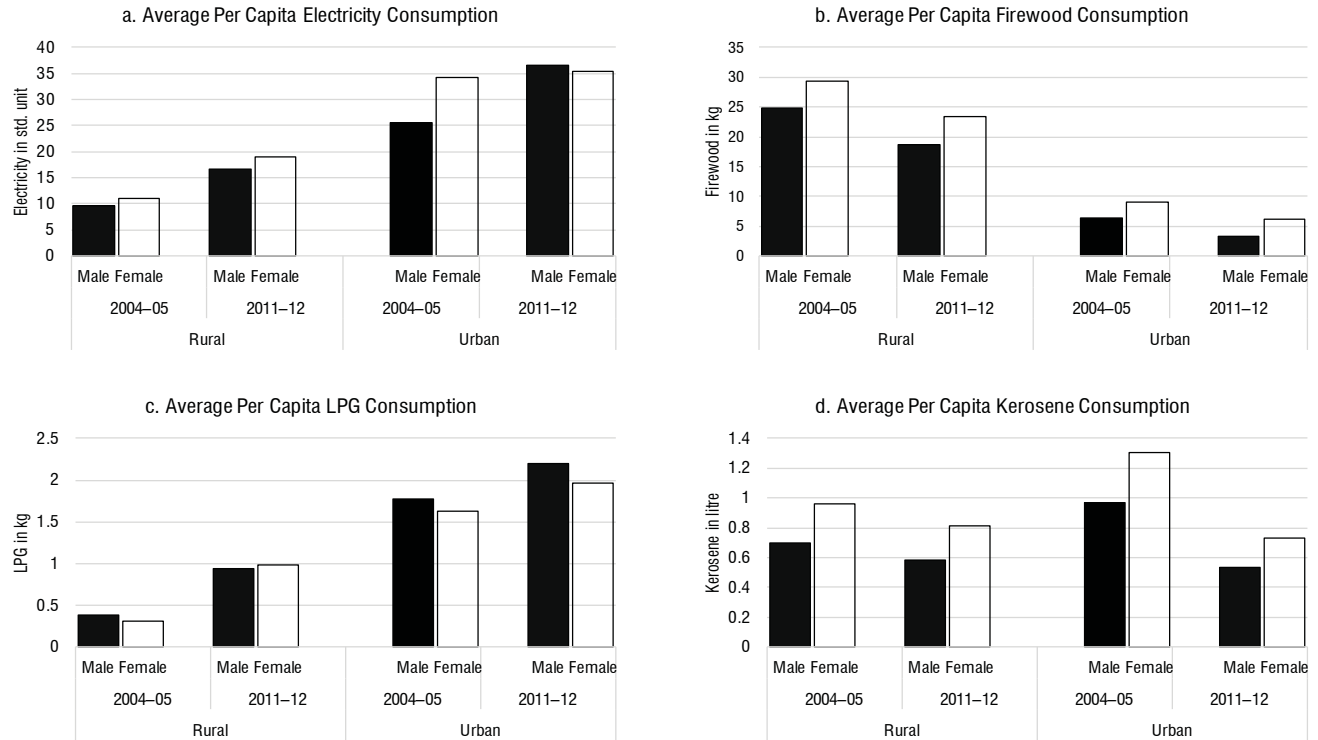 a. Average Per Capita Electricity Consumption
40
35
30
25
20
15
10
5
0
Electricity in std. unit
Male Female Male Female Male Female Male Female
2004–05 2011–12 2004–05 2011–12
Rural Urban
b. Average Per Capita Firewood Consumption
35
30
25
20
15
10
5
0
Firewood in kg
Male Female Male Female Male Female Male Female
2004–05 2011–12 2004–05 2011–12
Rural Urban
c. Average Per Capita LPG Consumption
2.5
2
1.5
1
0.5
0
LPG in kg
Male Female Male Female Male Female Male Female
2004–05 2011–12 2004–05 2011–12
Rural Urban
d. Average Per Capita Kerosene Consumption
1.4
1.2
1
0.8
0.6
0.4
0.2
0
Kerosene in litre
Male Female Male Female Male Female Male Female
2004–05 2011–12 2004–05 2011–12
Rural Urban